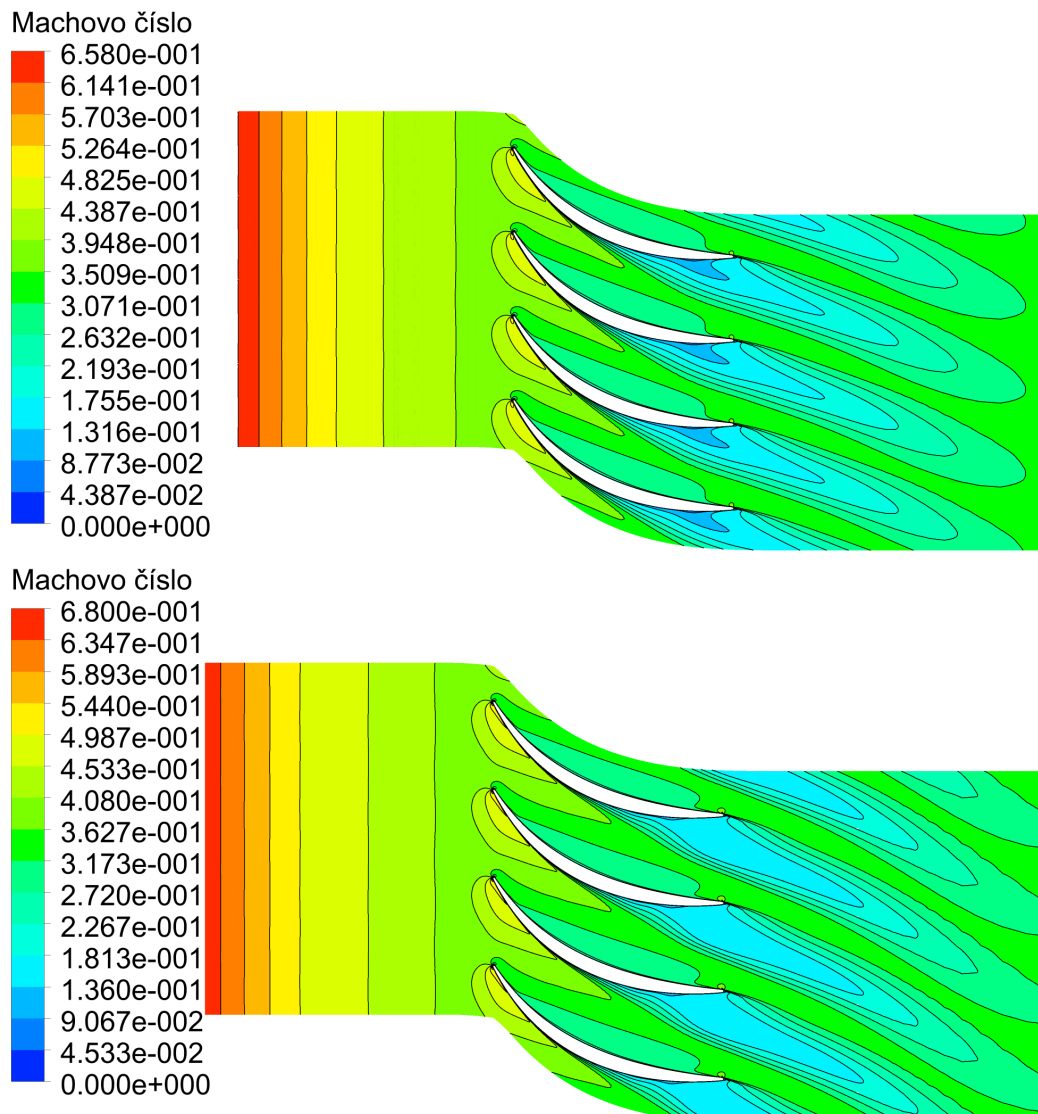 Machovo číslo
6.580e-001
6.141e-001
5.703e-001
5.264e-001
4.825e-001
4.387e-001
3.948e-001
3.509e-001
3.071e-001
2.632e-001
2.193e-001
1.755e-001
1.316e-001
8.773e-002
4.387e-002
0.000e+000
Machovo číslo
6.800e-001
6.347e-001
5.893e-001
5.440e-001
4.987e-001
4.533e-001
4.080e-001
3.627e-001
3.173e-001
2.720e-001
2.267e-001
1.813e-001
1.360e-001
9.067e-002
4.533e-002
0.000e+000